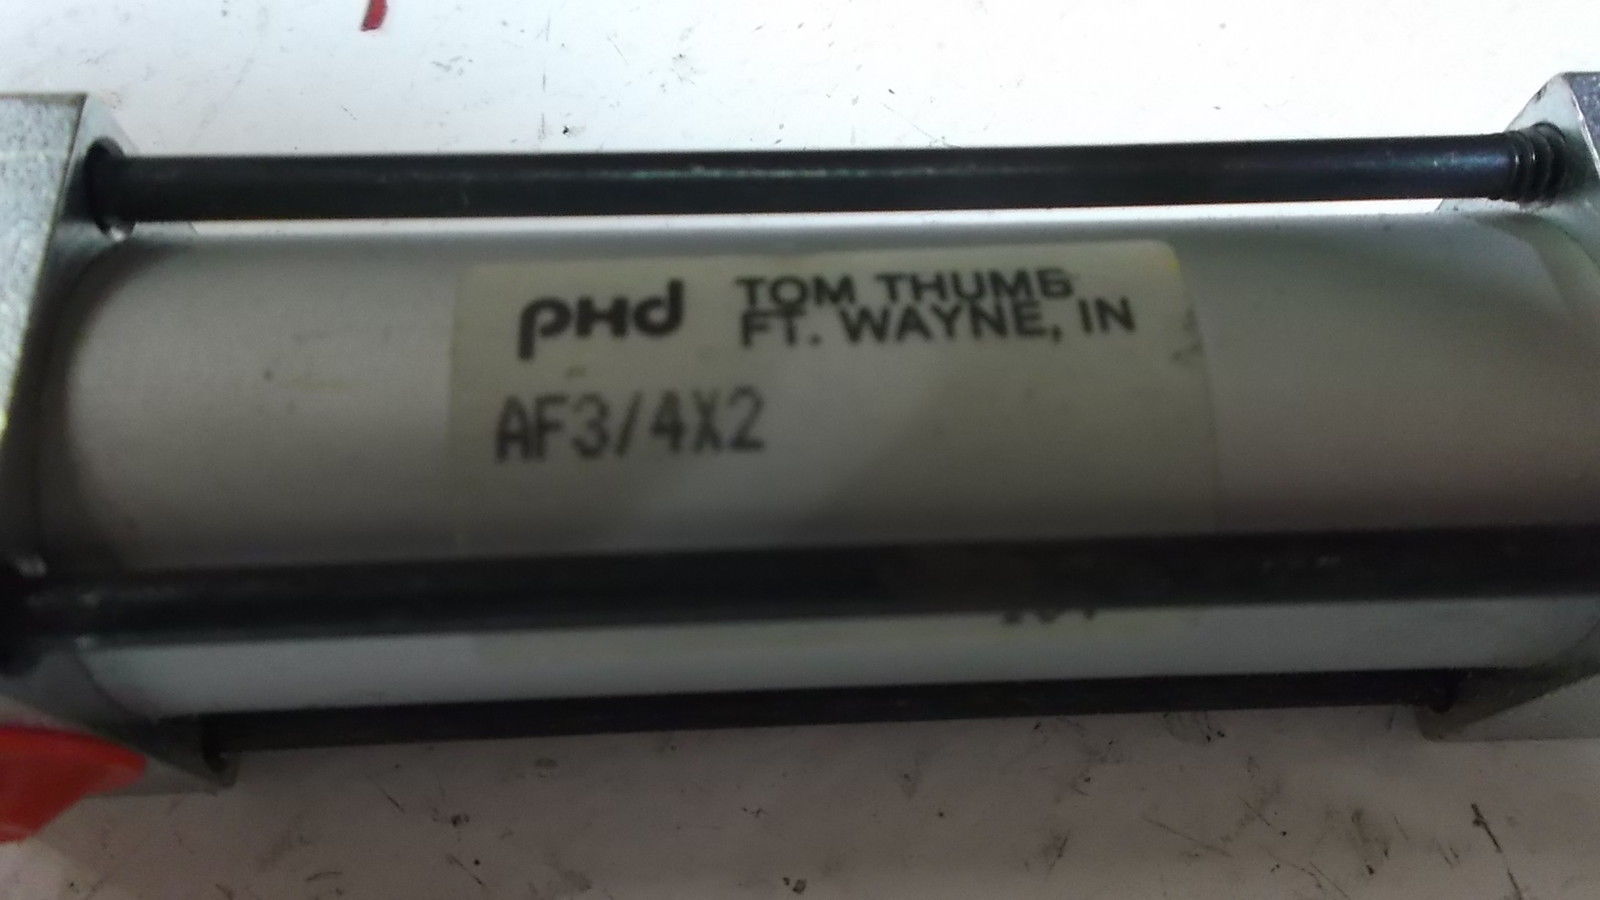 PHd TOM THUMB
FT. WAYNE, IN
AF3/4X2